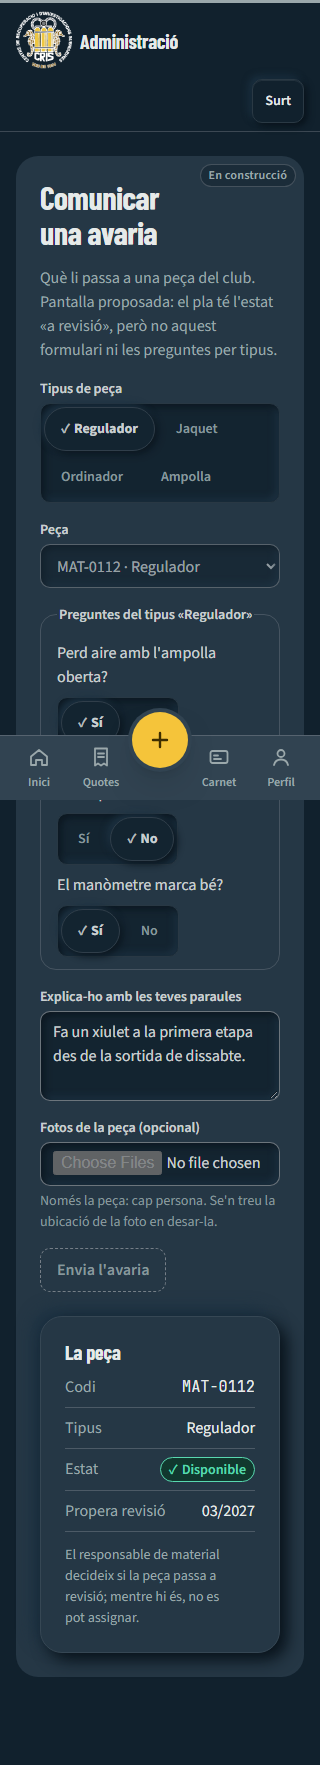 CRIS
Administració
Surt
En construcció
Comunicar
una avaria
Què li passa a una peça del club.
Pantalla proposada: el pla té l'estat
«a revisió», però no aquest
formulari ni les preguntes per tipus.
Tipus de peça
✓ Regulador
Jaquet
Ordinador
Ampolla
Peça
MAT-0112 · Regulador
Preguntes del tipus «Regulador»
Perd aire amb l'ampolla
oberta?
✓ Sí
+
Inici
Quotes
Carnet
Perfil
Sí
✓ No
El manòmetre marca bé?
✓ Sí
No
Explica-ho amb les teves paraules
Fa un xiulet a la primera etapa
des de la sortida de dissabte.
Fotos de la peça (opcional)
Choose Files No file chosen
Només la peça: cap persona. Se'n treu la
ubicació de la foto en desar-la.
Envia l'avaria
La peça
Codi MAT-0112
Tipus Regulador
Estat ✓ Disponible
Propera revisió 03/2027
El responsable de material
decideix si la peça passa a
revisió; mentre hi és, no es
pot assignar.